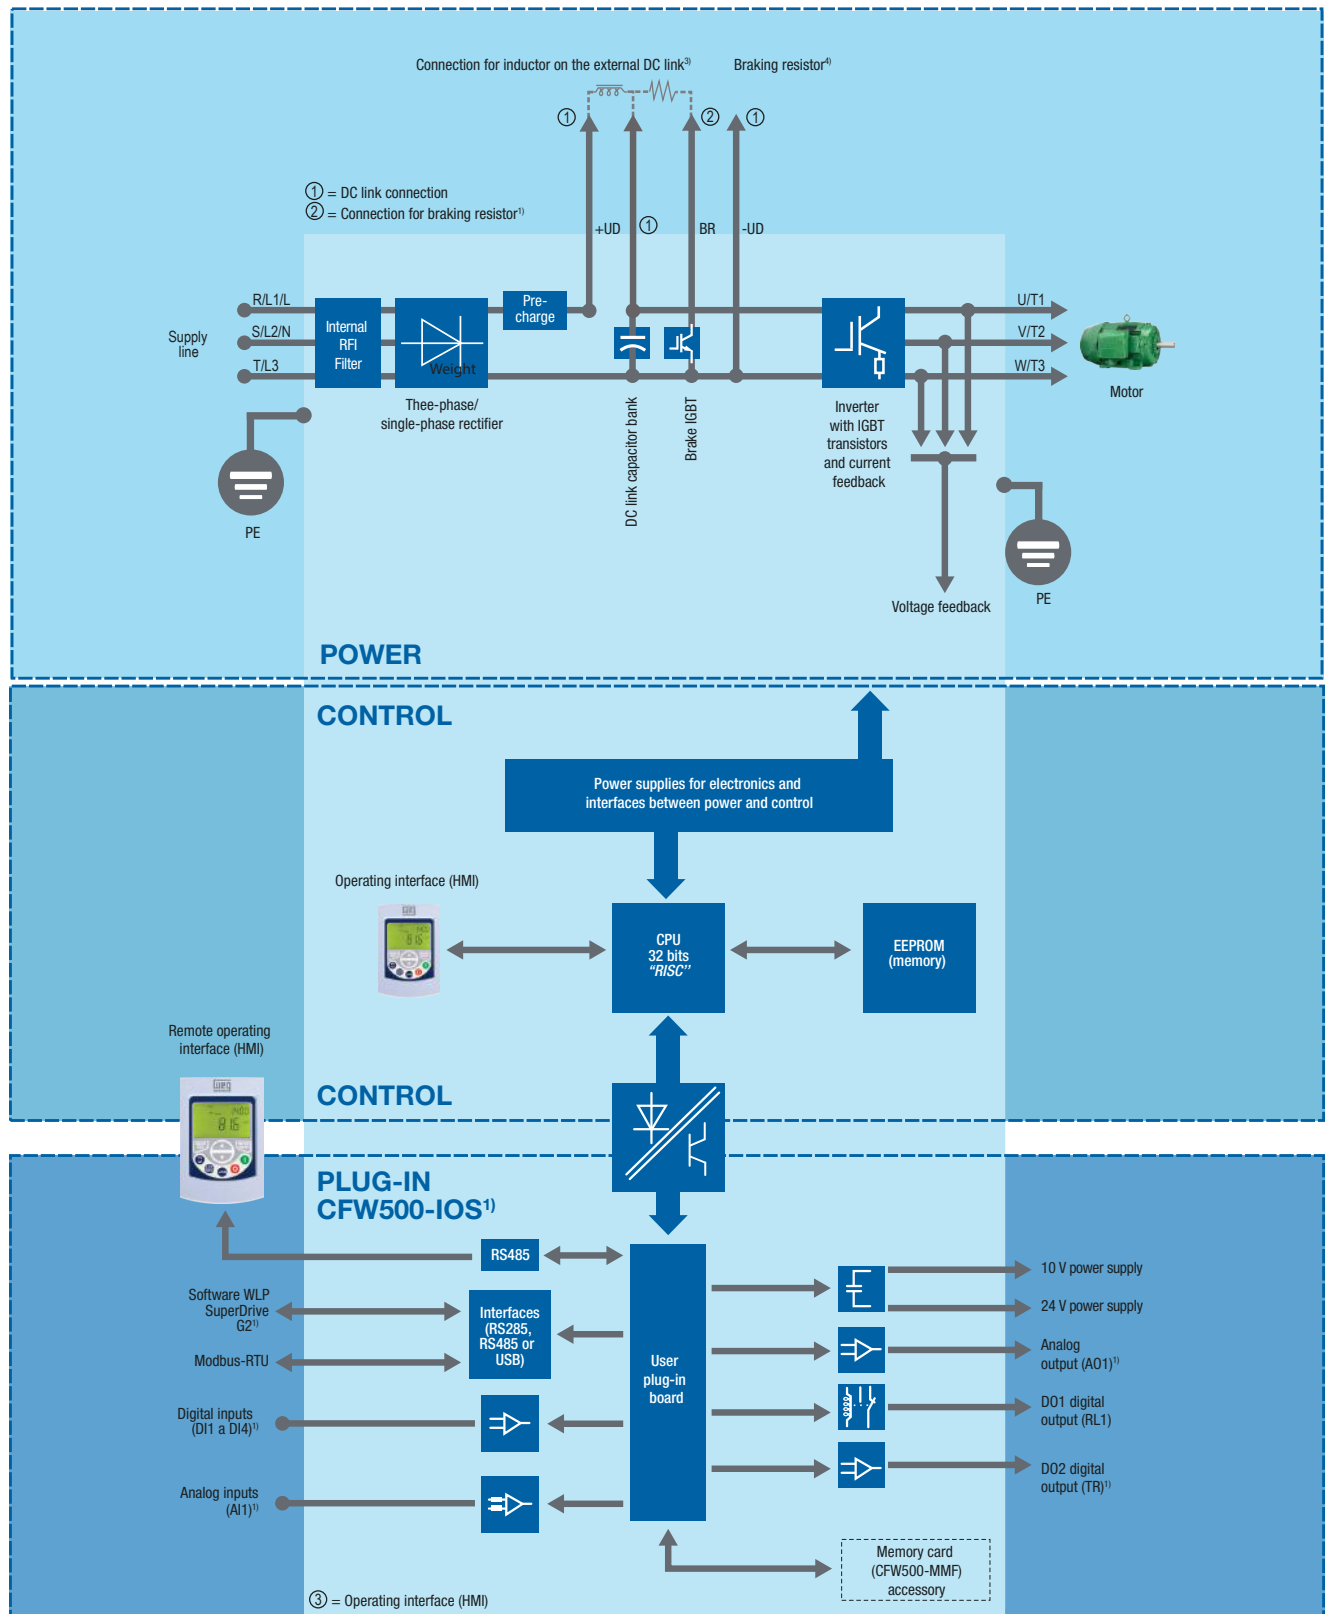 Connection for inductor on the external DC link3)
Braking resistor4)
1
2
1
1 = DC link connection
2 = Connection for braking resistor1)
+UD
1
BR
-UD
Supply
line
R/L1/L
S/L2/N
T/L3
Internal
RFI
Filter
Weight
Thee-phase/
single-phase rectifier
Pre-
charge
DC link capacitor bank
Brake IGBT
Inverter
with IGBT
transistors
and current
feedback
U/T1
V/T2
W/T3
Motor
PE
Voltage feedback
PE
POWER
CONTROL
Power supplies for electronics and
interfaces between power and control
Operating interface (HMI)
CPU
32 bits
"RISC"
EEPROM
(memory)
Remote operating
interface (HMI)
CONTROL
PLUG-IN
CFW500-IOS1)
RS485
Software WLP
SuperDrive
G21)
Modbus-RTU
Interfaces
(RS285,
RS485 or
USB)
Digital inputs
(DI1 a DI4)1)
Analog inputs
(AI1)1)
User
plug-in
board
10 V power supply
24 V power supply
Analog
output (AO1)1)
DO1 digital
output (RL1)
DO2 digital
output (TR)1)
Memory card
(CFW500-MMF)
accessory
3 = Operating interface (HMI)